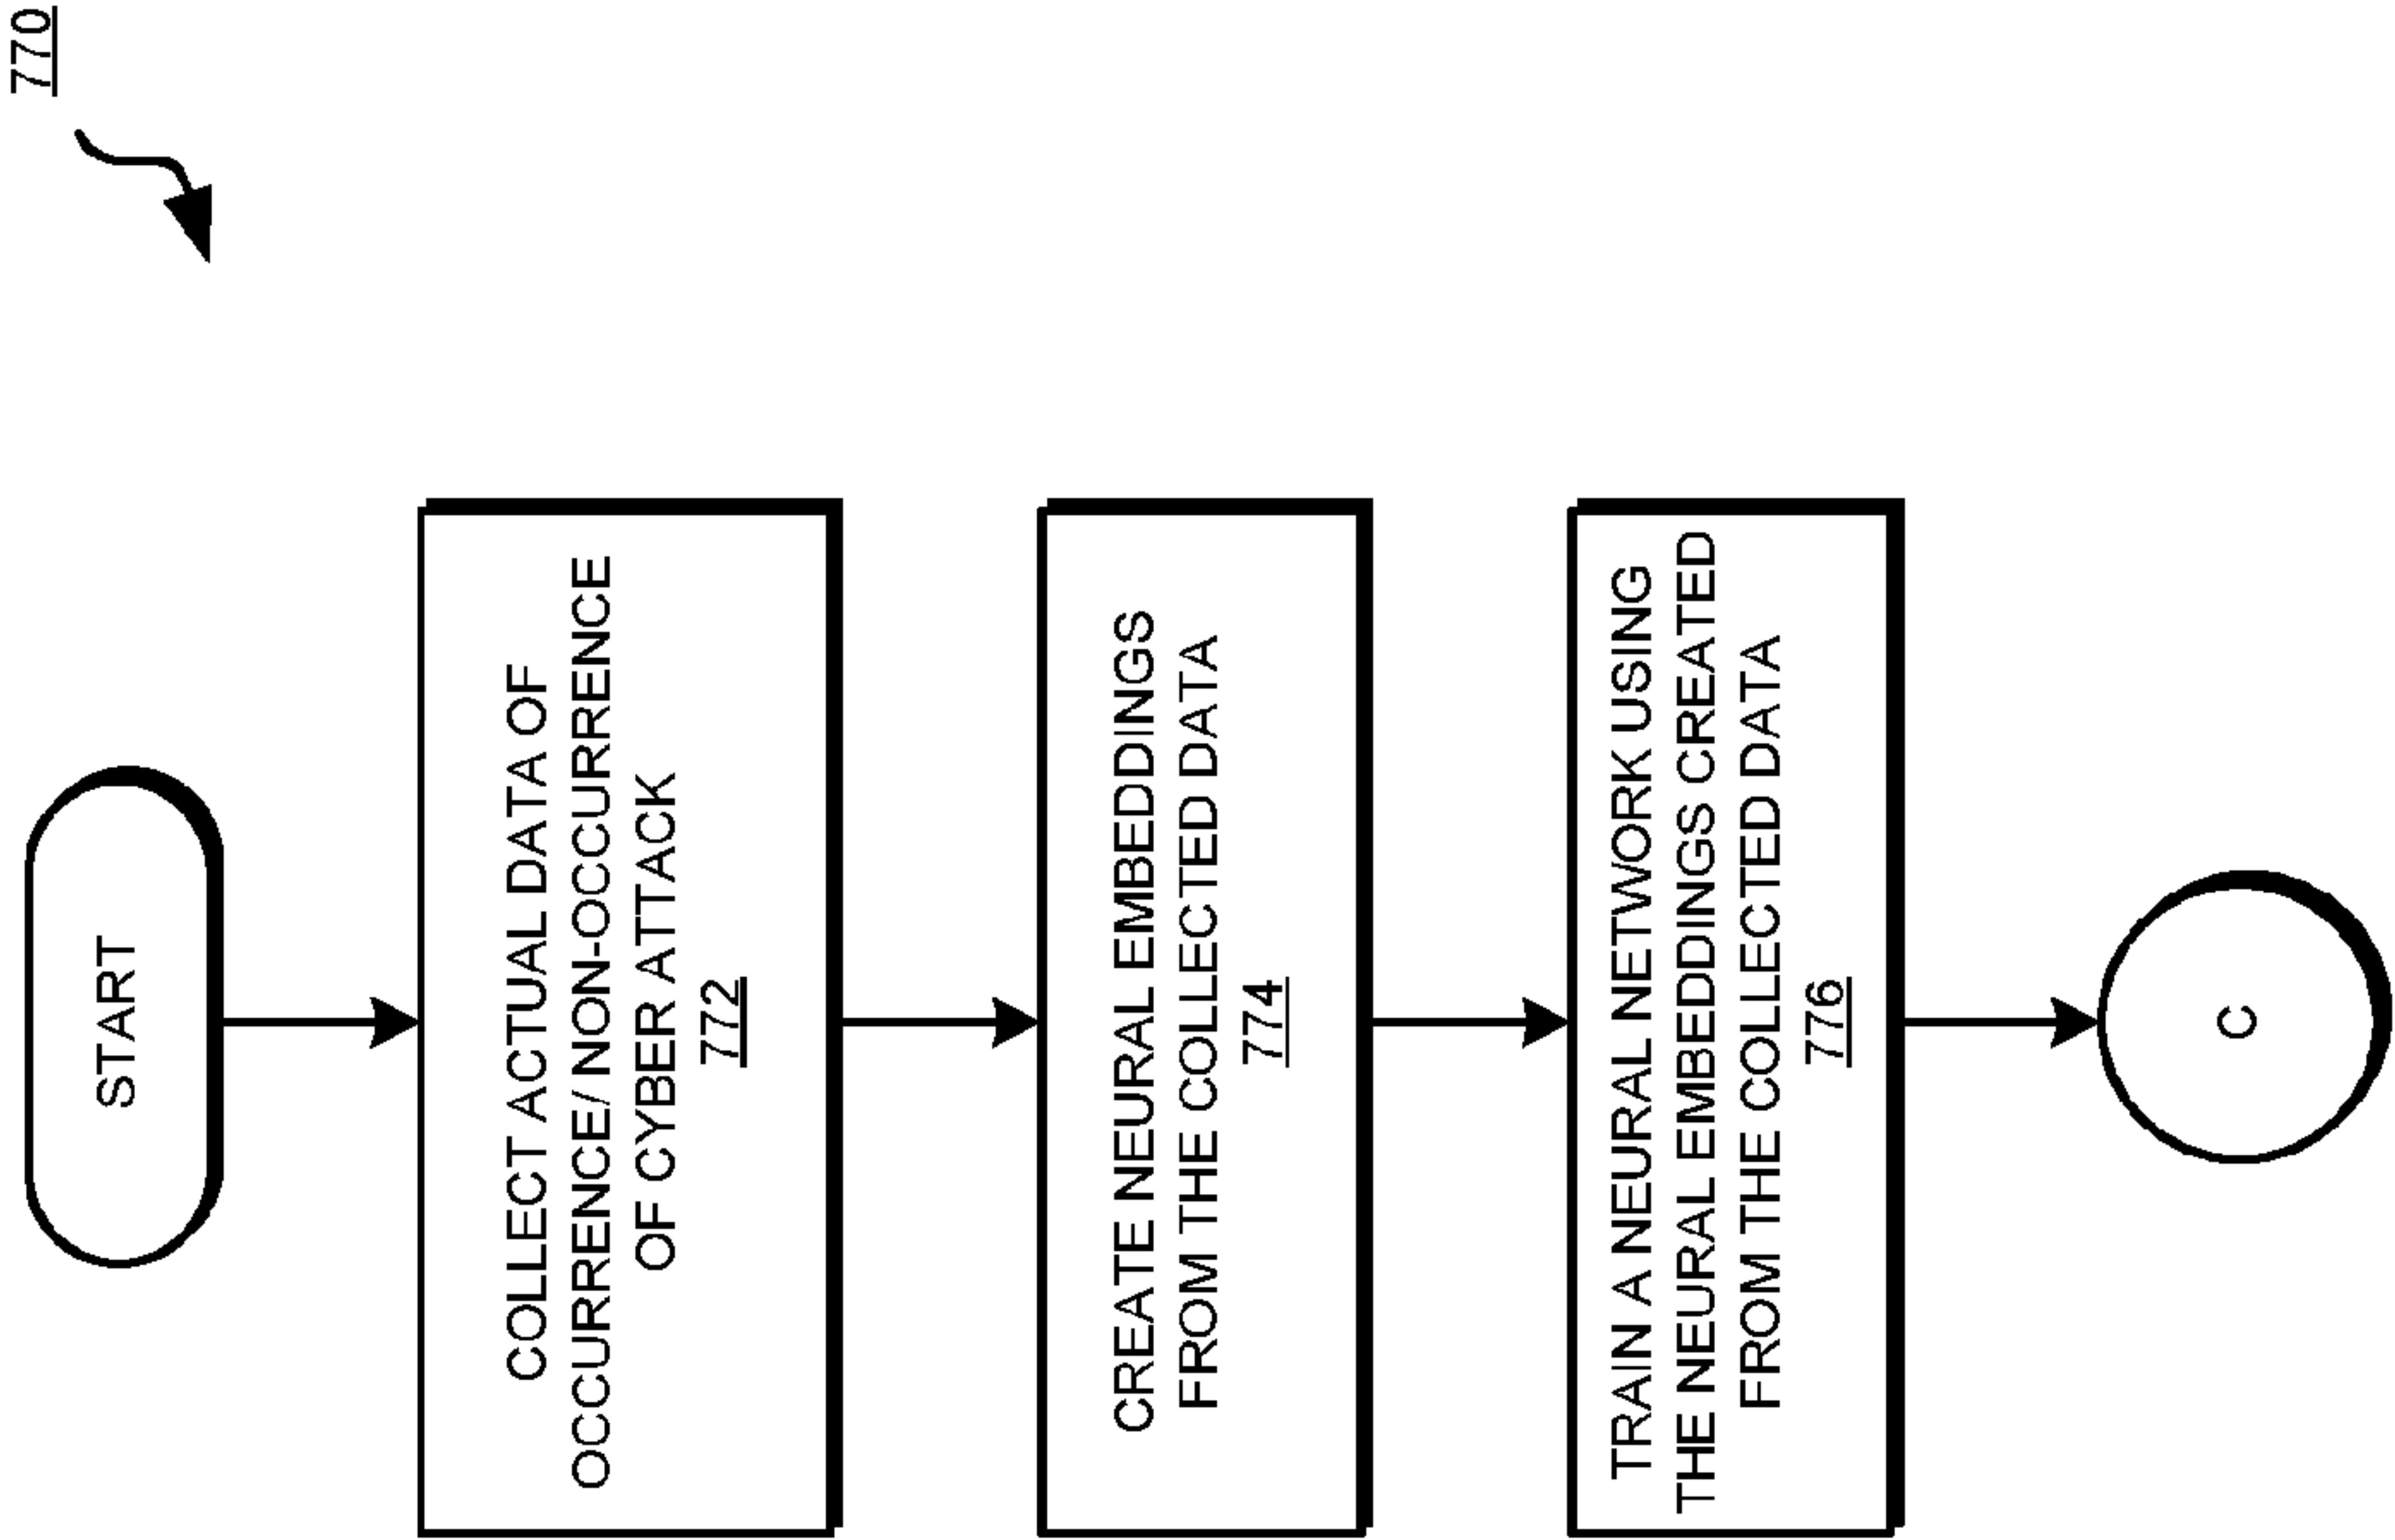 770
START
COLLECT ACTUAL DATA OF
OCCURRENCE/ NON-OCCURRENCE
OF CYBER ATTACK
772
CREATE NEURAL EMBEDDINGS
FROM THE COLLECTED DATA
774
TRAIN A NEURAL NETWORK USING
THE NEURAL EMBEDDINGS CREATED
FROM THE COLLECTED DATA
776
C